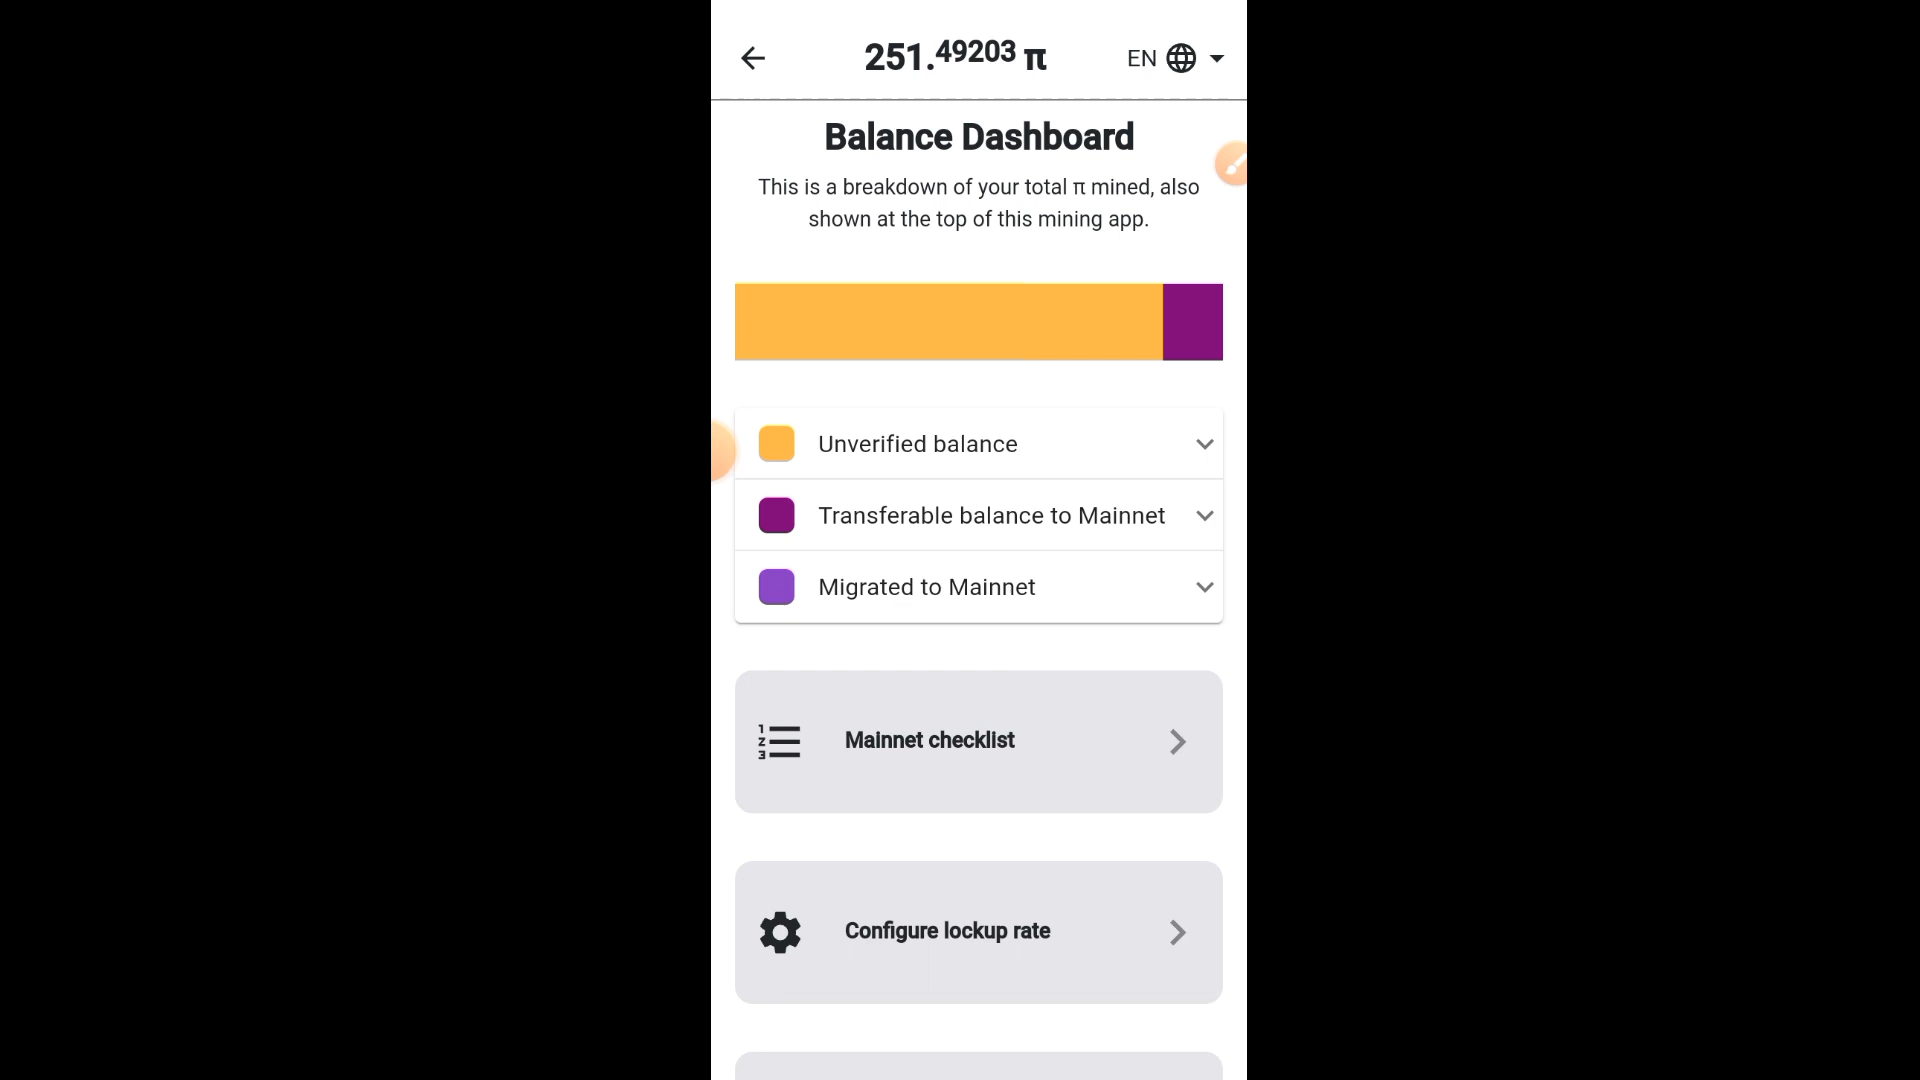 251.49203 π
EN
Balance Dashboard
This is a breakdown of your total π mined, also
shown at the top of this mining app.
Unverified balance
Transferable balance to Mainnet
Migrated to Mainnet
Mainnet checklist
Configure lockup rate